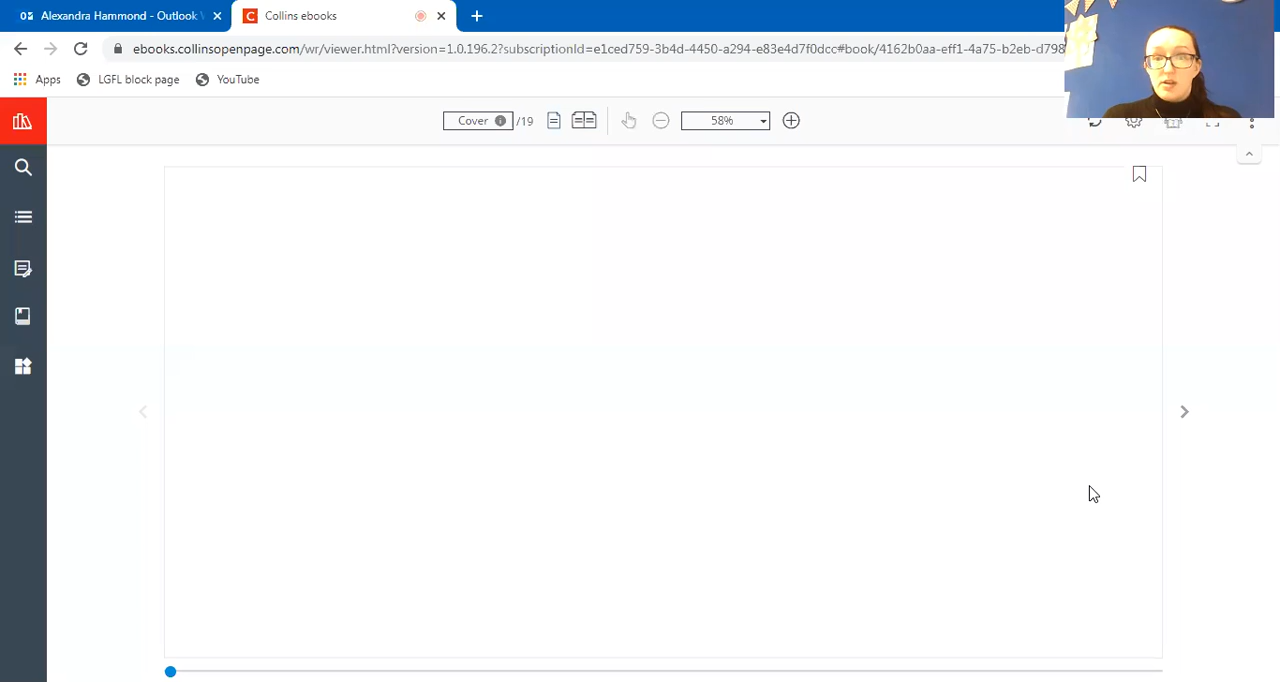 Alexandra Hammond - Outlook
Collins ebooks
ebooks.collinsopenpage.com/wr/viewer.html?version=1.0.196.2?subscriptionId=e1ced759-3b4d-4450-a294-e83e4d7f0dcc#book/4162b0aa-eff1-4a75-b2eb-d798
Apps LGFL block page YouTube
Cover /19 58%